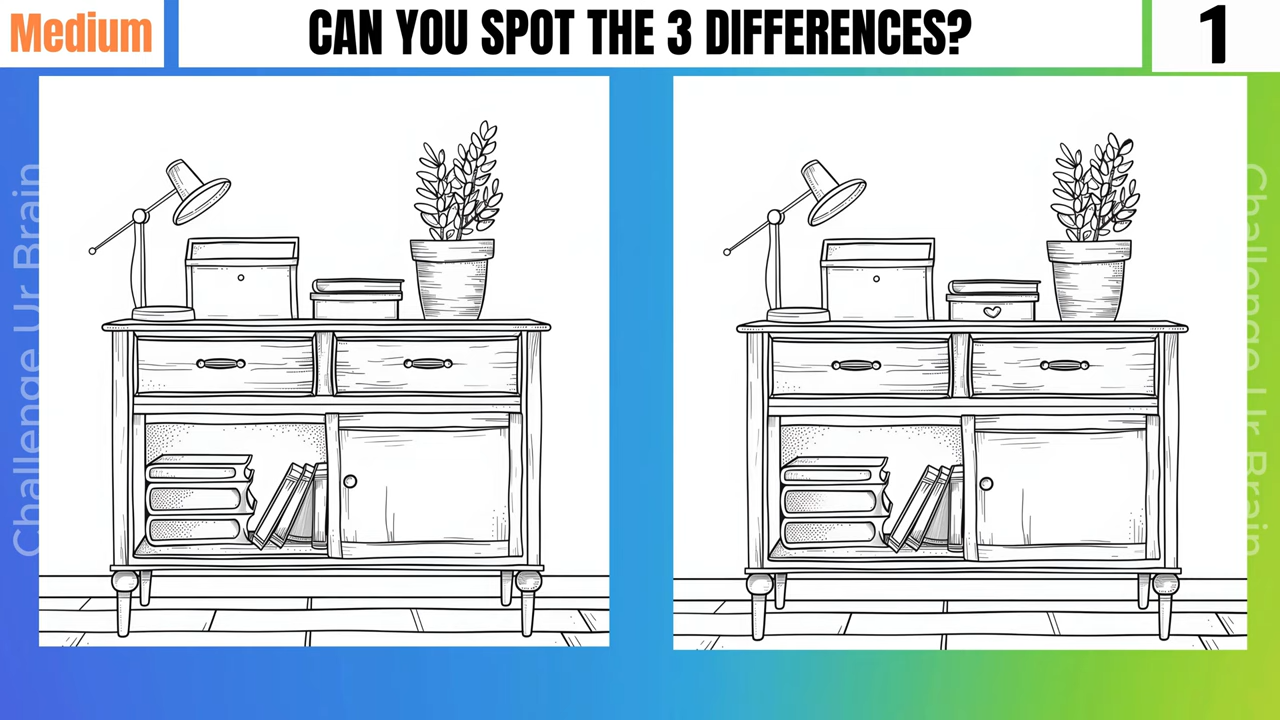 Medium
CAN YOU SPOT THE 3 DIFFERENCES?
1
Challenge Ur Brain
Challenge Ur Brain